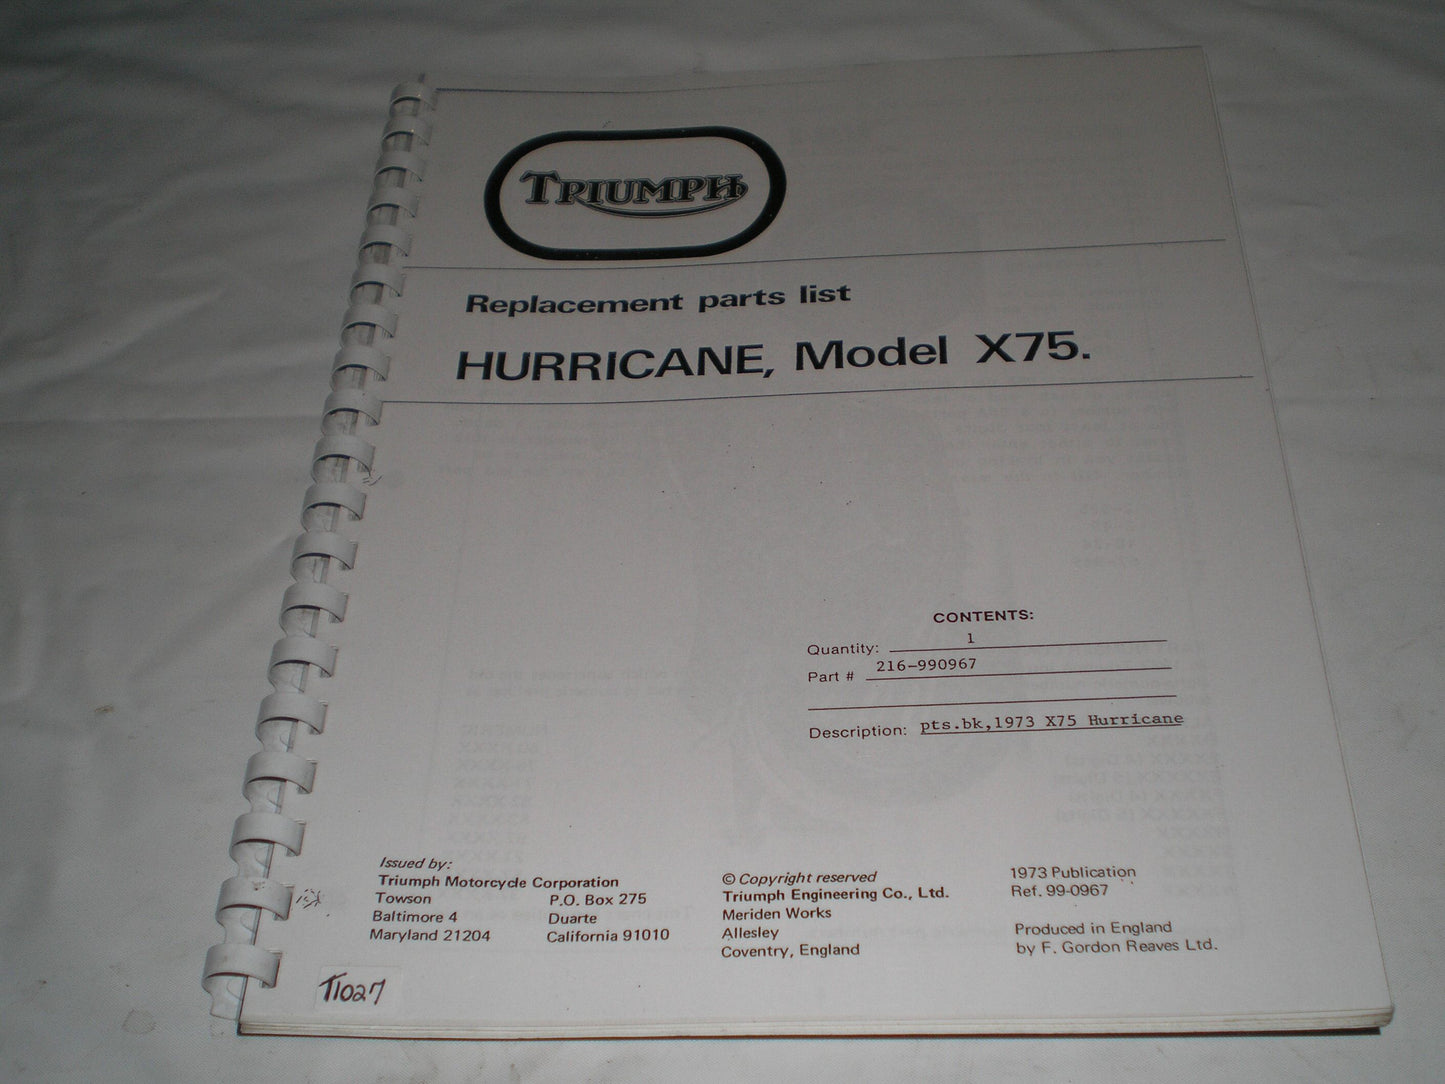 TRIUMPH
Replacement parts list
HURRICANE, Model X75.
CONTENTS:
Quantity: 1
Part # 216-990967
Description: pts.bk,1973 X75 Hurricane
Issued by:
Triumph Motorcycle Corporation
Towson
Baltimore 4
Maryland 21204
P.O. Box 275
Duarte
California 91010
© Copyright reserved
Triumph Engineering Co., Ltd.
Meriden Works
Allesley
Coventry, England
1973 Publication
Ref. 99-0967
Produced in England
by F. Gordon Reaves Ltd.
T1027